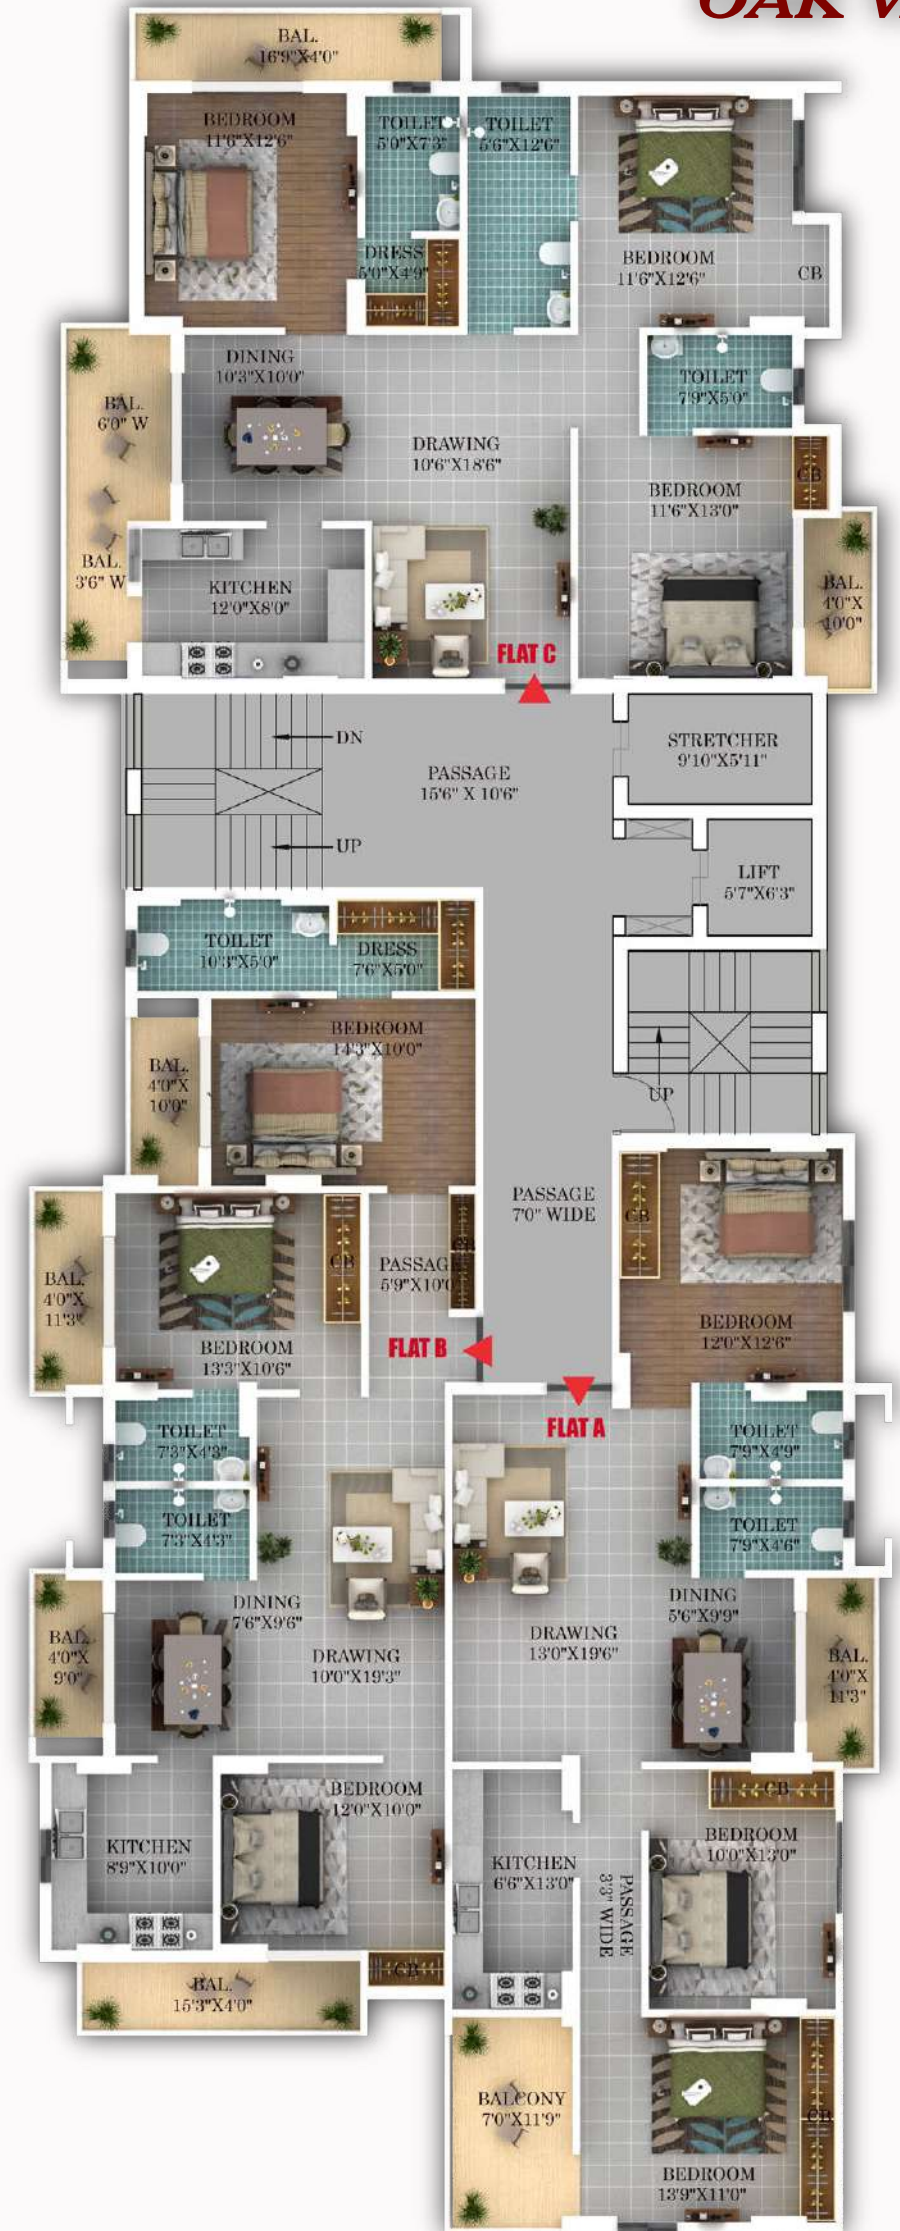 OAK
BAL.
16'9"X4'0"
BEDROOM
11'6"X12'6"
TOILET
5'0"X7'3"
TOILET
5'6"X12'6"
DRESS
5'0"X4'9"
BEDROOM
11'6"X12'6"
CB
DINING
10'3"X10'0"
TOILET
7'9"X5'0"
BAL.
6'0" W
DRAWING
10'6"X18'6"
BEDROOM
11'6"X13'0"
CB
BAL.
3'6" W
KITCHEN
12'0"X8'0"
BAL.
4'0"X
10'0"
FLAT C
DN
STRETCHER
9'10"X5'11"
PASSAGE
15'6" X 10'6"
UP
LIFT
5'7"X6'3"
TOILET
10'3"X5'0"
DRESS
7'6"X5'0"
BEDROOM
14'3"X10'0"
BAL.
4'0"X
10'0"
UP
PASSAGE
7'0" WIDE
CB
BAL.
4'0"X
11'3"
CB
PASSAGE
5'9"X10'0"
CB
BEDROOM
13'3"X10'6"
FLAT B
BEDROOM
12'0"X12'6"
FLAT A
TOILET
7'3"X4'3"
TOILET
7'9"X4'9"
TOILET
7'3"X4'3"
TOILET
7'9"X4'6"
DINING
7'6"X9'6"
DINING
5'6"X9'9"
BAL.
4'0"X
9'0"
DRAWING
10'0"X19'3"
DRAWING
13'0"X19'6"
BAL.
4'0"X
11'3"
BEDROOM
12'0"X10'0"
CB
KITCHEN
8'9"X10'0"
KITCHEN
6'6"X13'0"
PASSAGE
3'3" WIDE
BEDROOM
10'0"X13'0"
CB
BAL.
15'3"X4'0"
BALCONY
7'0"X11'9"
CB
BEDROOM
13'9"X11'0"